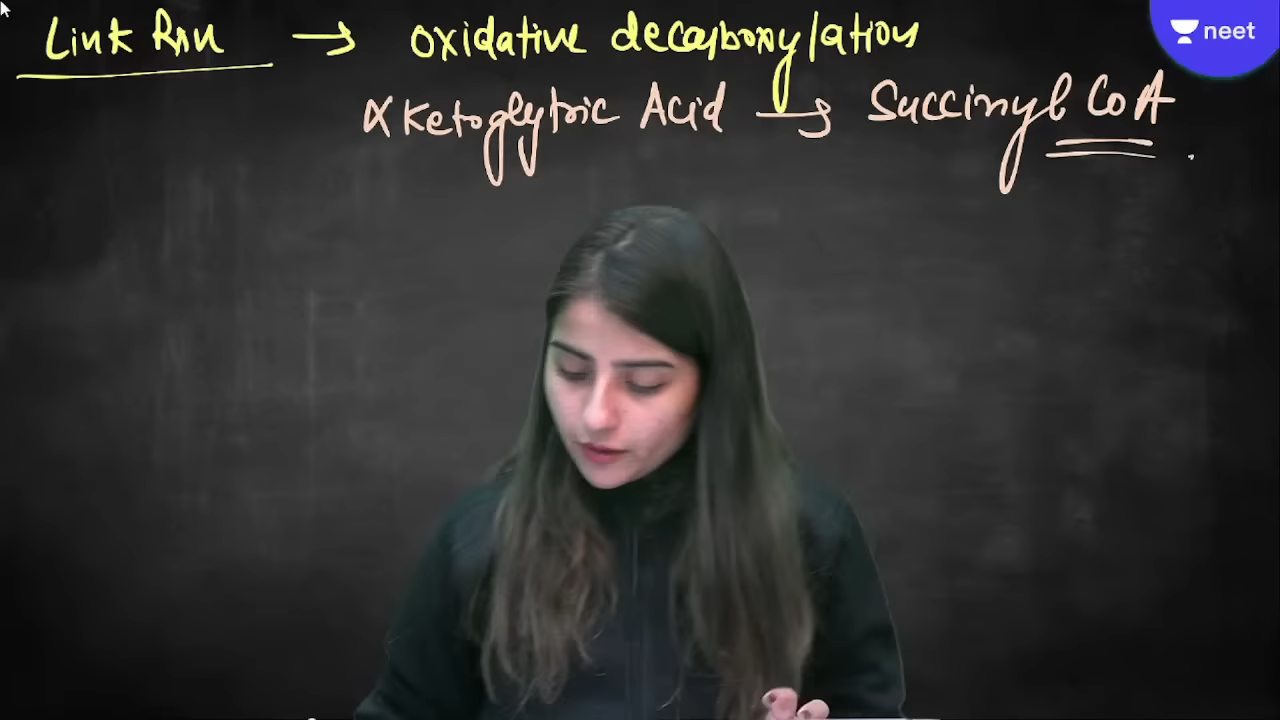 Link Rxn → oxidative decarboxylation
neet
α Ketoglytric Acid → Succinyl CoA